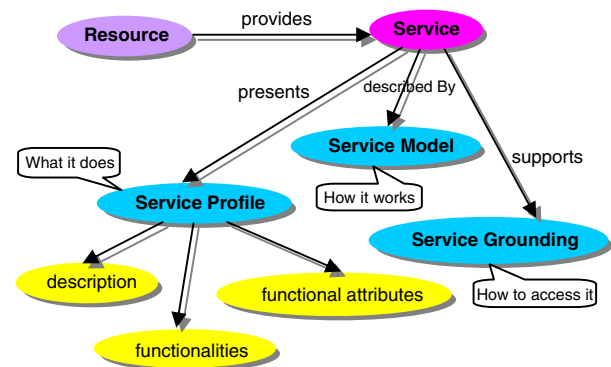 provides
Resource
Service
presents
described By
What it does
Service Model
supports
How it works
Service Profile
Service Grounding
description
functional attributes
How to access it
functionalities